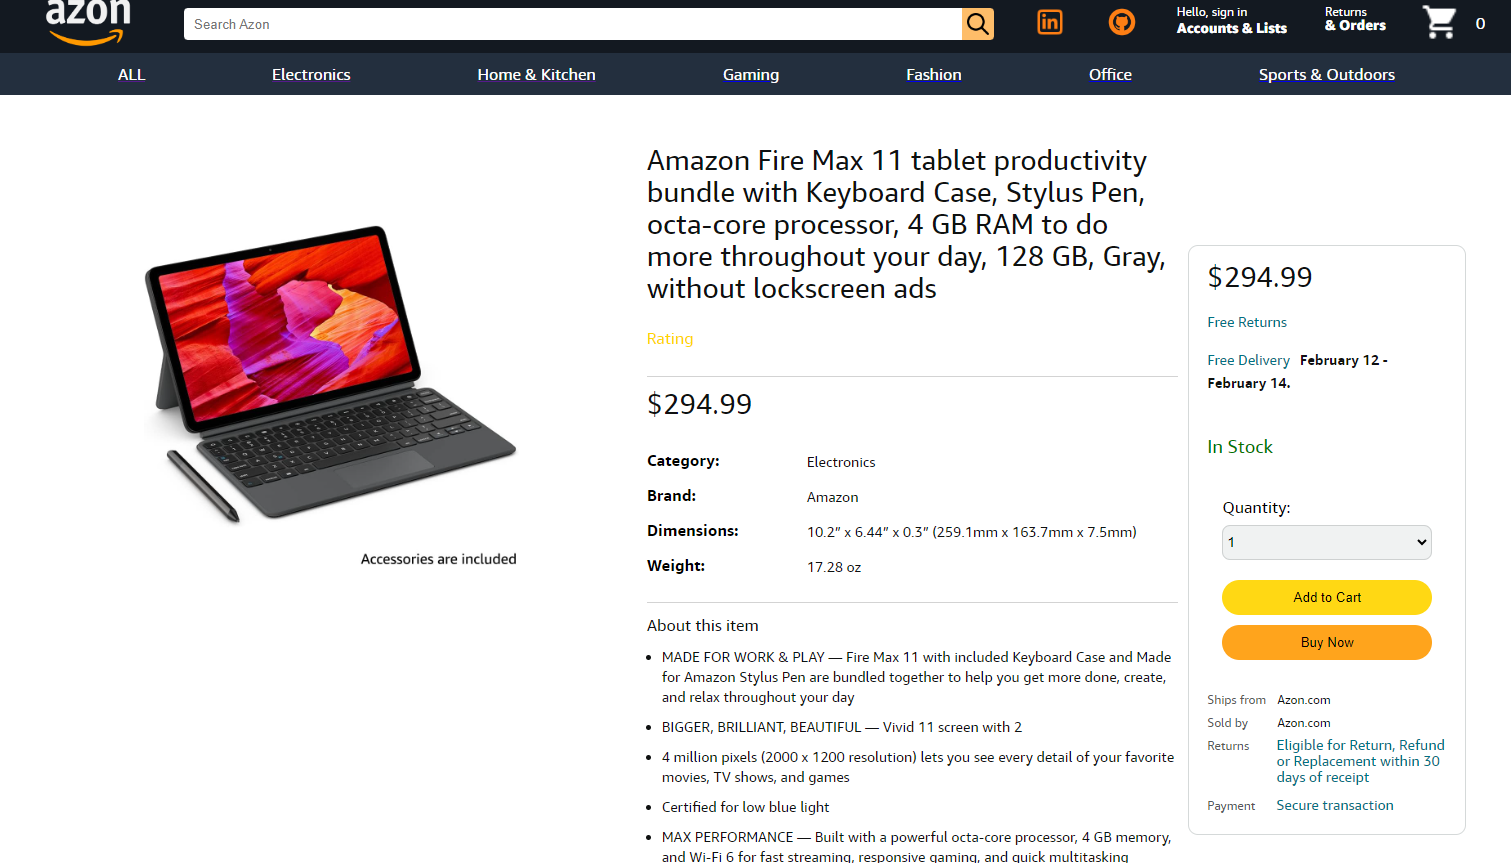 azon
Search Azon
Hello, sign in
Accounts & Lists
Returns
& Orders
0
ALL
Electronics
Home & Kitchen
Gaming
Fashion
Office
Sports & Outdoors
Accessories are included
Amazon Fire Max 11 tablet productivity
bundle with Keyboard Case, Stylus Pen,
octa-core processor, 4 GB RAM to do
more throughout your day, 128 GB, Gray,
without lockscreen ads
Rating
$294.99
Category: Electronics
Brand: Amazon
Dimensions: 10.2” x 6.44” x 0.3” (259.1mm x 163.7mm x 7.5mm)
Weight: 17.28 oz
About this item
• MADE FOR WORK & PLAY — Fire Max 11 with included Keyboard Case and Made
for Amazon Stylus Pen are bundled together to help you get more done, create,
and relax throughout your day
• BIGGER, BRILLIANT, BEAUTIFUL — Vivid 11 screen with 2
• 4 million pixels (2000 x 1200 resolution) lets you see every detail of your favorite
movies, TV shows, and games
• Certified for low blue light
• MAX PERFORMANCE — Built with a powerful octa-core processor, 4 GB memory,
and Wi-Fi 6 for fast streaming, responsive gaming, and quick multitasking
$294.99
Free Returns
Free Delivery February 12 -
February 14.
In Stock
Quantity:
1
Add to Cart
Buy Now
Ships from Azon.com
Sold by Azon.com
Returns Eligible for Return, Refund
or Replacement within 30
days of receipt
Payment Secure transaction